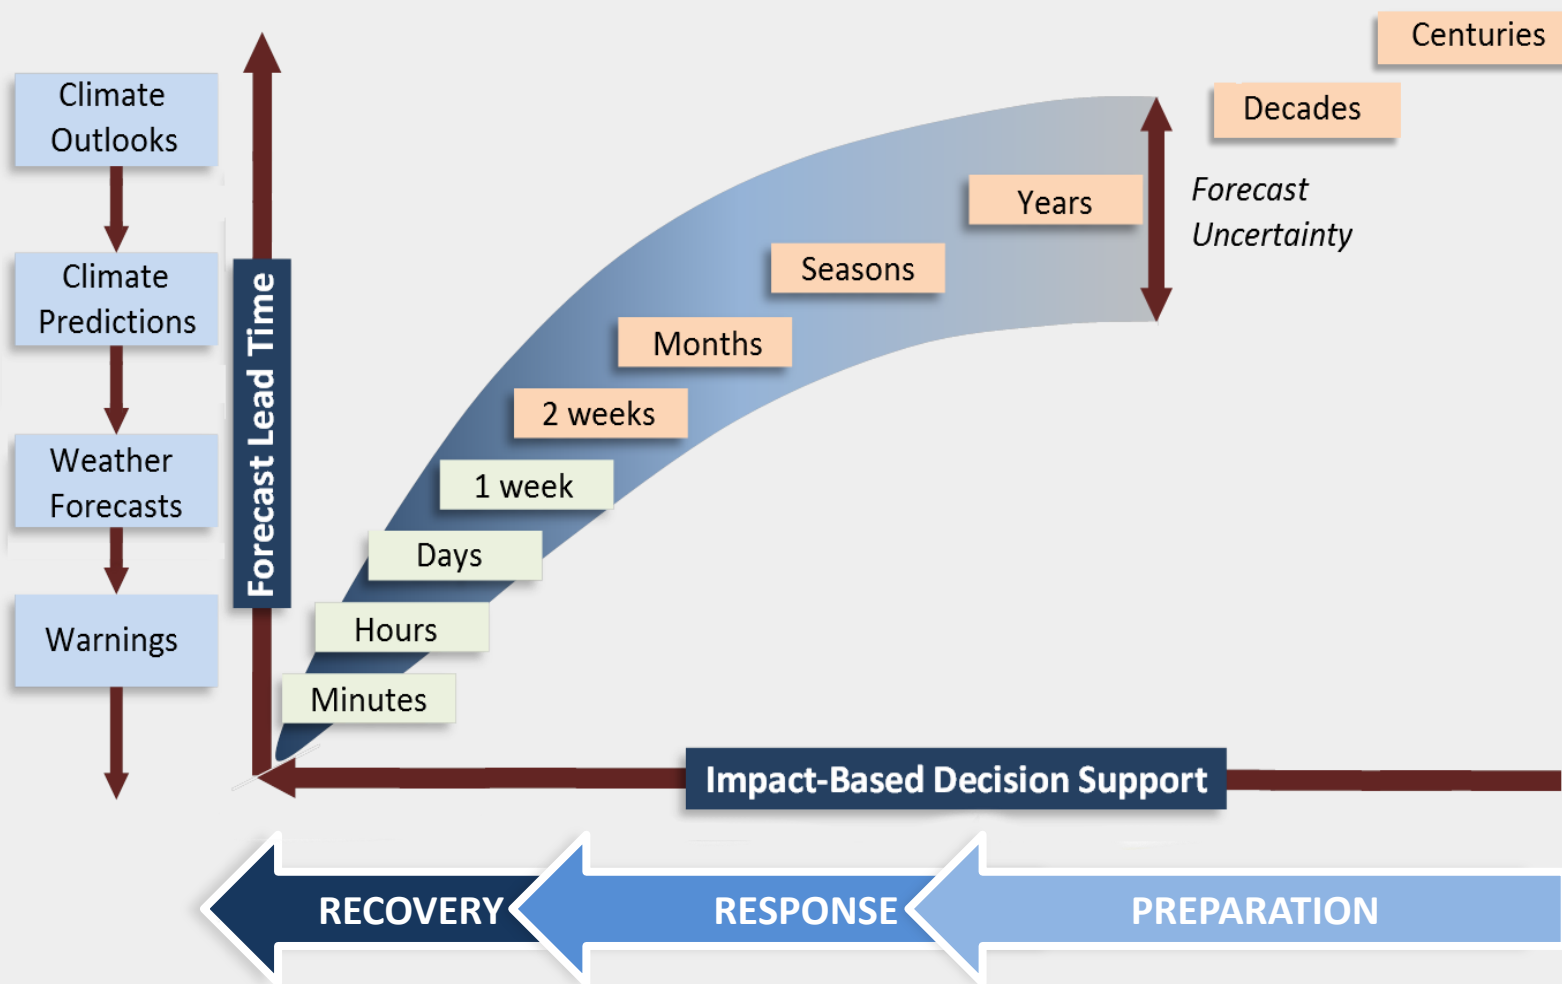 Centuries
Climate
Outlooks
Decades
Years
Forecast
Uncertainty
Climate
Predictions
Seasons
Forecast Lead Time
Months
2 weeks
Weather
Forecasts
1 week
Days
Warnings
Hours
Minutes
Impact-Based Decision Support
RECOVERY
RESPONSE
PREPARATION